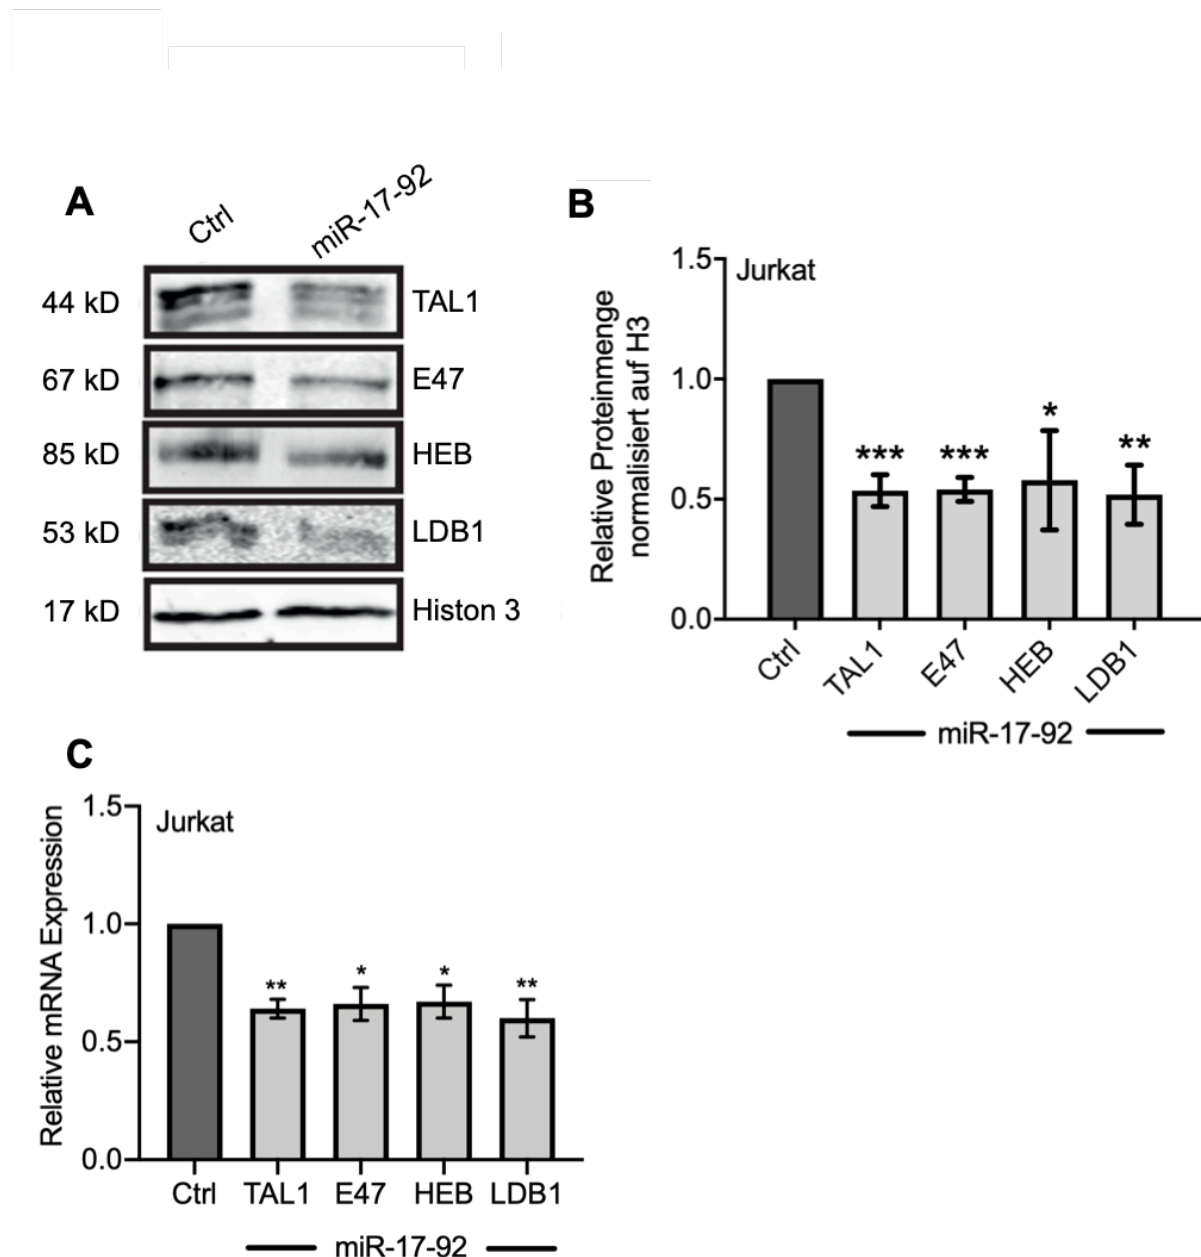 A
Ctrl
miR-17-92
44 kD
TAL1
67 kD
E47
85 kD
HEB
53 kD
LDB1
17 kD
Histon 3
B
Relative Proteinmenge
normalisiert auf H3
1.5
1.0
0.5
0.0
Jurkat
***
***
*
**
Ctrl
TAL1
E47
HEB
LDB1
miR-17-92
C
Relative mRNA Expression
1.5
1.0
0.5
0.0
Jurkat
**
*
*
**
Ctrl
TAL1
E47
HEB
LDB1
miR-17-92